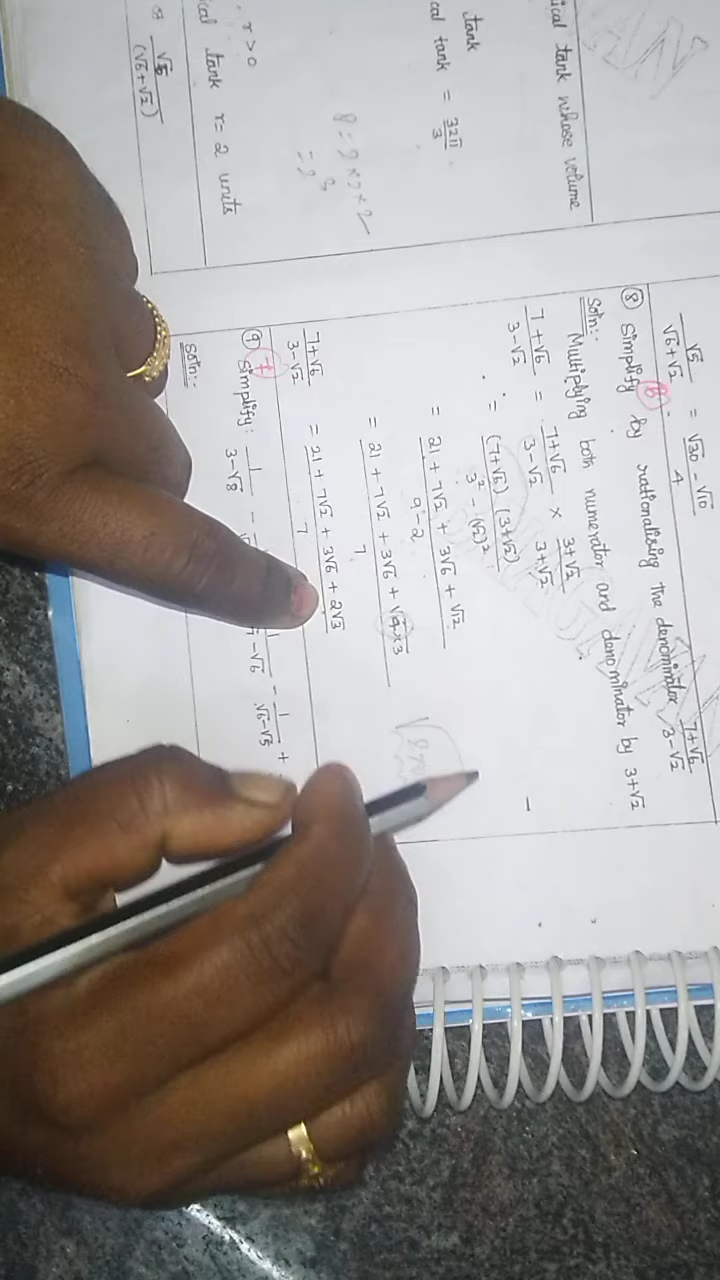 ical tank whose volume
tank
cal tank = 32π/3
8 = 2×2×2
= 2³
r > 0
ical tank r = 2 units
√5/(√6+√2)
√5/(√6+√2) = (√30 - √10)/4
⑧ Simplify by rationalising the denominator (7+√6)/(3-√2)
Soln:- Multiplying both numerator and denominator by 3+√2
(7+√6)/(3-√2) = (7+√6)/(3-√2) × (3+√2)/(3+√2)
= (7+√6)(3+√2)/(3² - (√2)²)
= (21 + 7√2 + 3√6 + √12)/(9-2)
= (21 + 7√2 + 3√6 + √4×3)/7
(7+√6)/(3-√2) = (21 + 7√2 + 3√6 + 2√3)/7
⑨ Simplify: 1/(3-√8) - - 1/(√6-√5) +
Soln:-